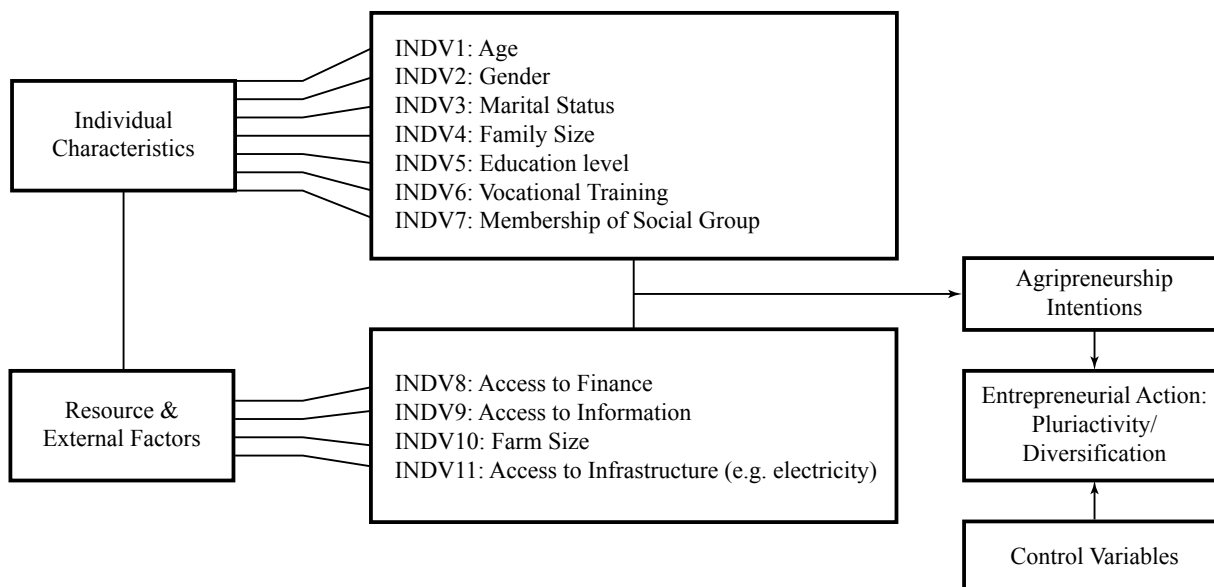 Individual
Characteristics
INDV1: Age
INDV2: Gender
INDV3: Marital Status
INDV4: Family Size
INDV5: Education level
INDV6: Vocational Training
INDV7: Membership of Social Group
Resource &
External Factors
INDV8: Access to Finance
INDV9: Access to Information
INDV10: Farm Size
INDV11: Access to Infrastructure (e.g. electricity)
Agripreneurship
Intentions
Entrepreneurial Action:
Pluriactivity/
Diversification
Control Variables